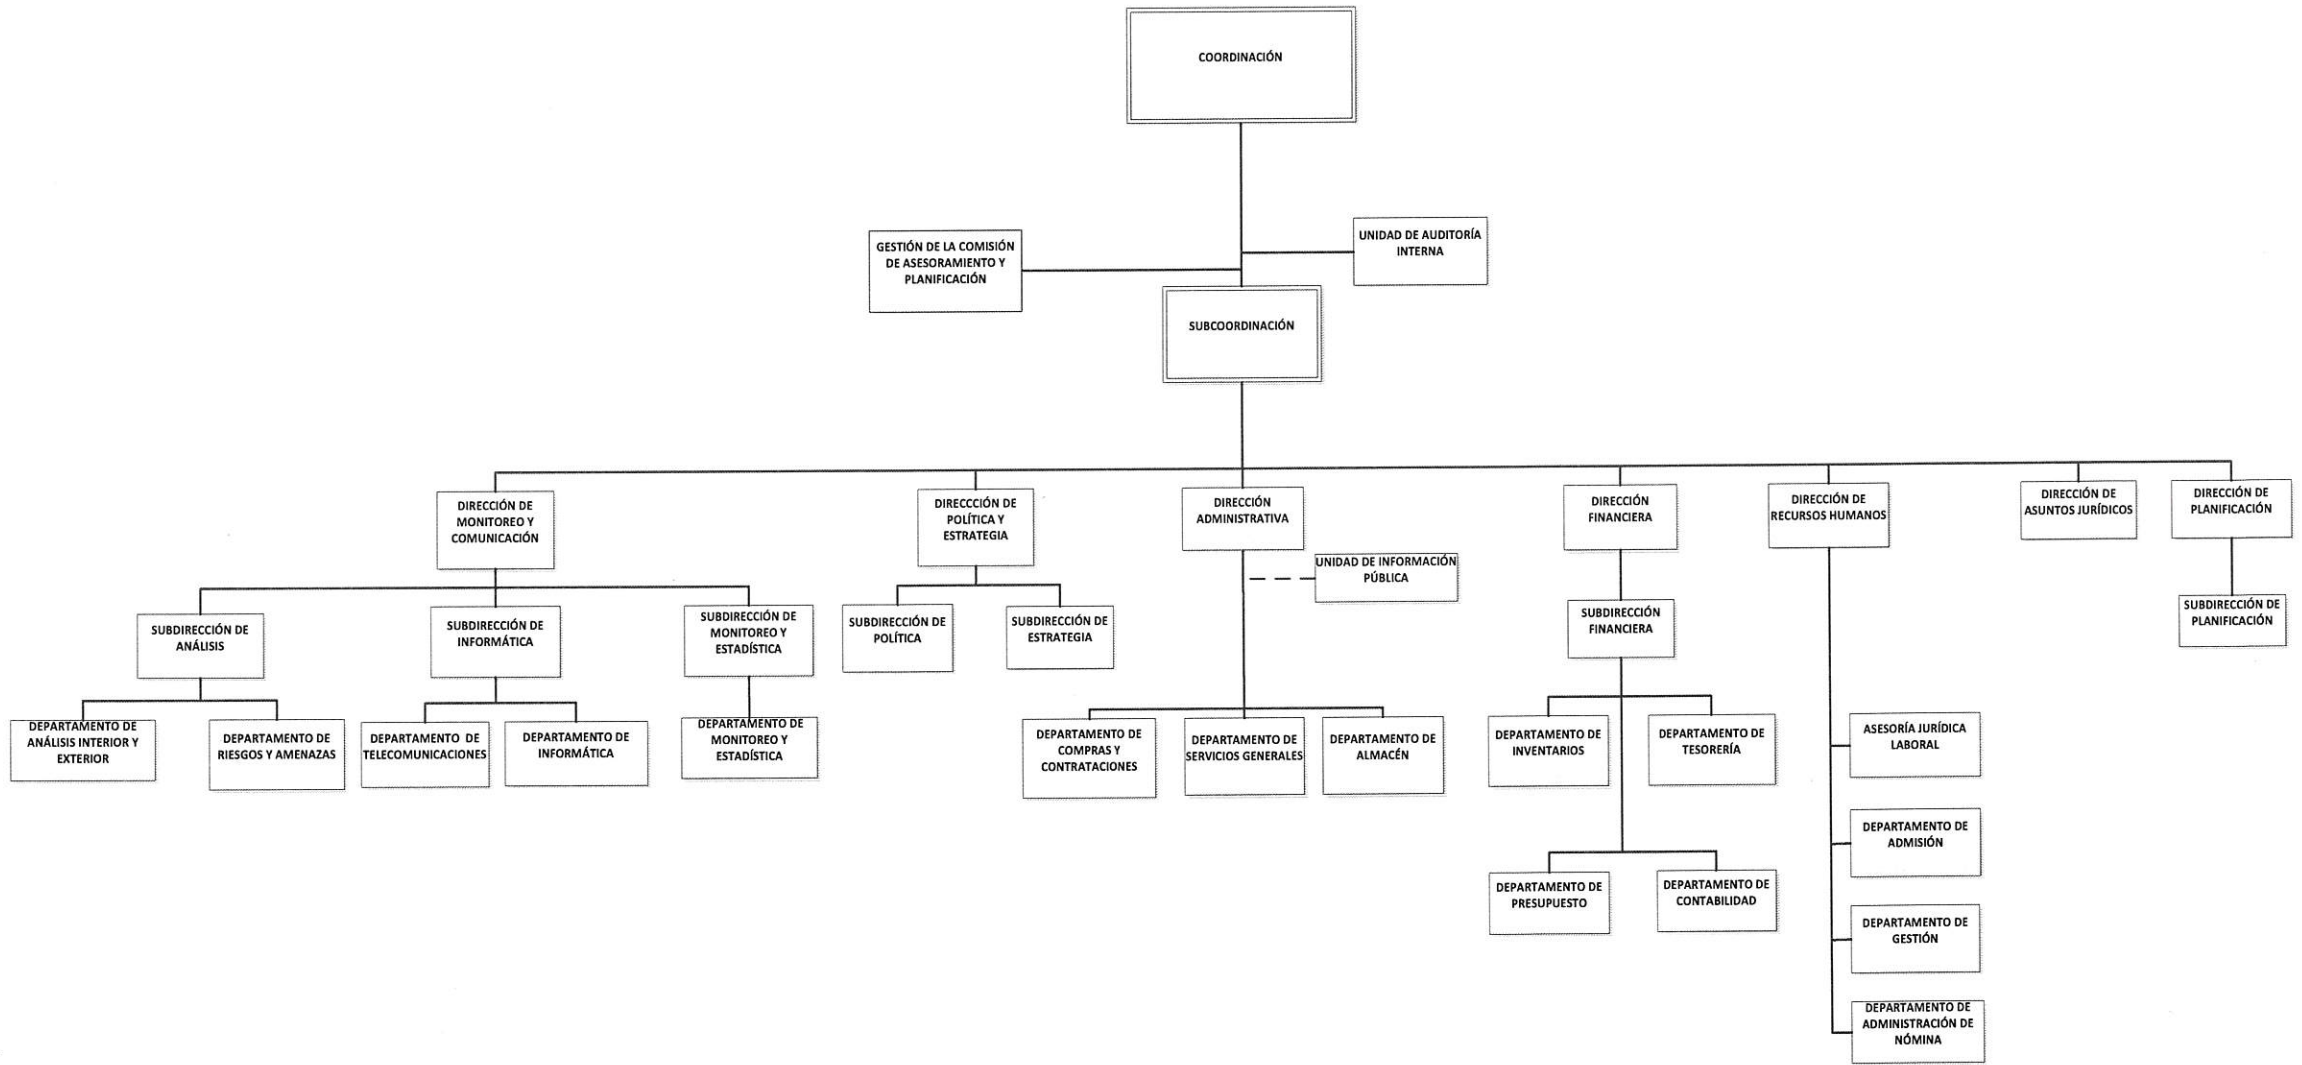 COORDINACIÓN
GESTIÓN DE LA COMISIÓN
DE ASESORAMIENTO Y
PLANIFICACIÓN
UNIDAD DE AUDITORÍA
INTERNA
SUBCOORDINACIÓN
DIRECCIÓN DE
MONITOREO Y
COMUNICACIÓN
DIRECCCIÓN DE
POLÍTICA Y
ESTRATEGIA
DIRECCIÓN
ADMINISTRATIVA
DIRECCIÓN
FINANCIERA
DIRECCIÓN DE
RECURSOS HUMANOS
DIRECCIÓN DE
ASUNTOS JURÍDICOS
DIRECCIÓN DE
PLANIFICACIÓN
UNIDAD DE INFORMACIÓN
PÚBLICA
SUBDIRECCIÓN DE
ANÁLISIS
SUBDIRECCIÓN DE
INFORMÁTICA
SUBDIRECCIÓN DE
MONITOREO Y
ESTADÍSTICA
SUBDIRECCIÓN DE
POLÍTICA
SUBDIRECCIÓN DE
ESTRATEGIA
SUBDIRECCIÓN
FINANCIERA
SUBDIRECCIÓN DE
PLANIFICACIÓN
DEPARTAMENTO DE
ANÁLISIS INTERIOR Y
EXTERIOR
DEPARTAMENTO DE
RIESGOS Y AMENAZAS
DEPARTAMENTO DE
TELECOMUNICACIONES
DEPARTAMENTO DE
INFORMÁTICA
DEPARTAMENTO DE
MONITOREO Y
ESTADÍSTICA
DEPARTAMENTO DE
COMPRAS Y
CONTRATACIONES
DEPARTAMENTO DE
SERVICIOS GENERALES
DEPARTAMENTO DE
ALMACÉN
DEPARTAMENTO DE
INVENTARIOS
DEPARTAMENTO DE
TESORERÍA
ASESORÍA JURÍDICA
LABORAL
DEPARTAMENTO DE
ADMISIÓN
DEPARTAMENTO DE
PRESUPUESTO
DEPARTAMENTO DE
CONTABILIDAD
DEPARTAMENTO DE
GESTIÓN
DEPARTAMENTO DE
ADMINISTRACIÓN DE
NÓMINA